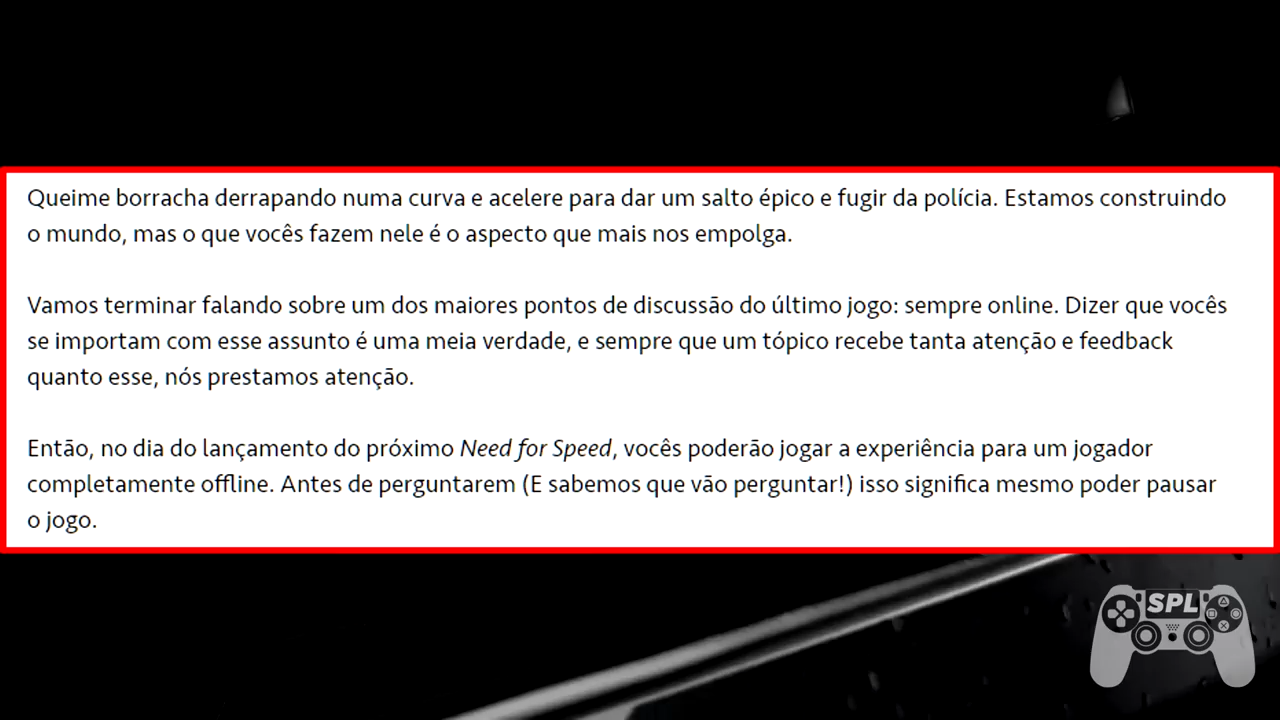 Queime borracha derrapando numa curva e acelere para dar um salto épico e fugir da polícia. Estamos construindo
o mundo, mas o que vocês fazem nele é o aspecto que mais nos empolga.
Vamos terminar falando sobre um dos maiores pontos de discussão do último jogo: sempre online. Dizer que vocês
se importam com esse assunto é uma meia verdade, e sempre que um tópico recebe tanta atenção e feedback
quanto esse, nós prestamos atenção.
Então, no dia do lançamento do próximo Need for Speed, vocês poderão jogar a experiência para um jogador
completamente offline. Antes de perguntarem (E sabemos que vão perguntar!) isso significa mesmo poder pausar
o jogo.
SPL